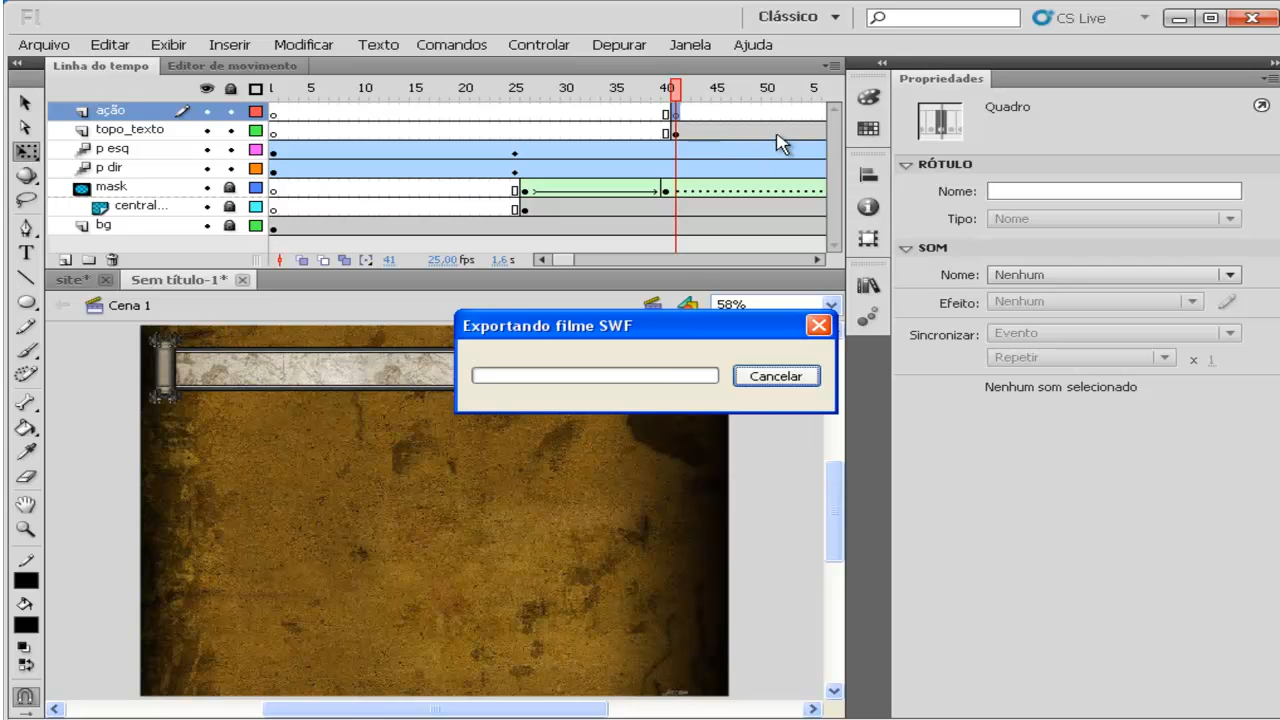 Fl
Clássico
CS Live
Arquivo Editar Exibir Inserir Modificar Texto Comandos Controlar Depurar Janela Ajuda
Linha do tempo Editor de movimento
5 10 15 20 25 30 35 40 45 50 5
ação
topo_texto
p esq
p dir
mask
central...
bg
41 25,00 fps 1,6 s
site* Sem título-1*
Cena 1 58%
Exportando filme SWF
Cancelar
Propriedades
Quadro
RÓTULO
Nome:
Tipo: Nome
SOM
Nome: Nenhum
Efeito: Nenhum
Sincronizar: Evento
Repetir x 1
Nenhum som selecionado